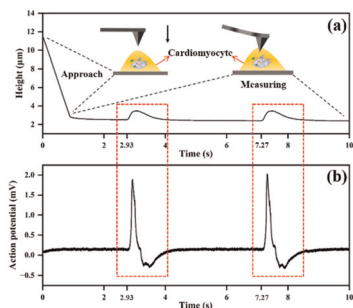 (a)
14
12
10
8
6
4
2
Height (μm)
Approach
Cardiomyocyte
Measuring
0 2 2.93 4 6 7.27 8 10
Time (s)
(b)
2.0
1.5
1.0
0.5
0.0
-0.5
Action potential (mV)
0 2.93 4 6 7.27 8 10
Time (s)